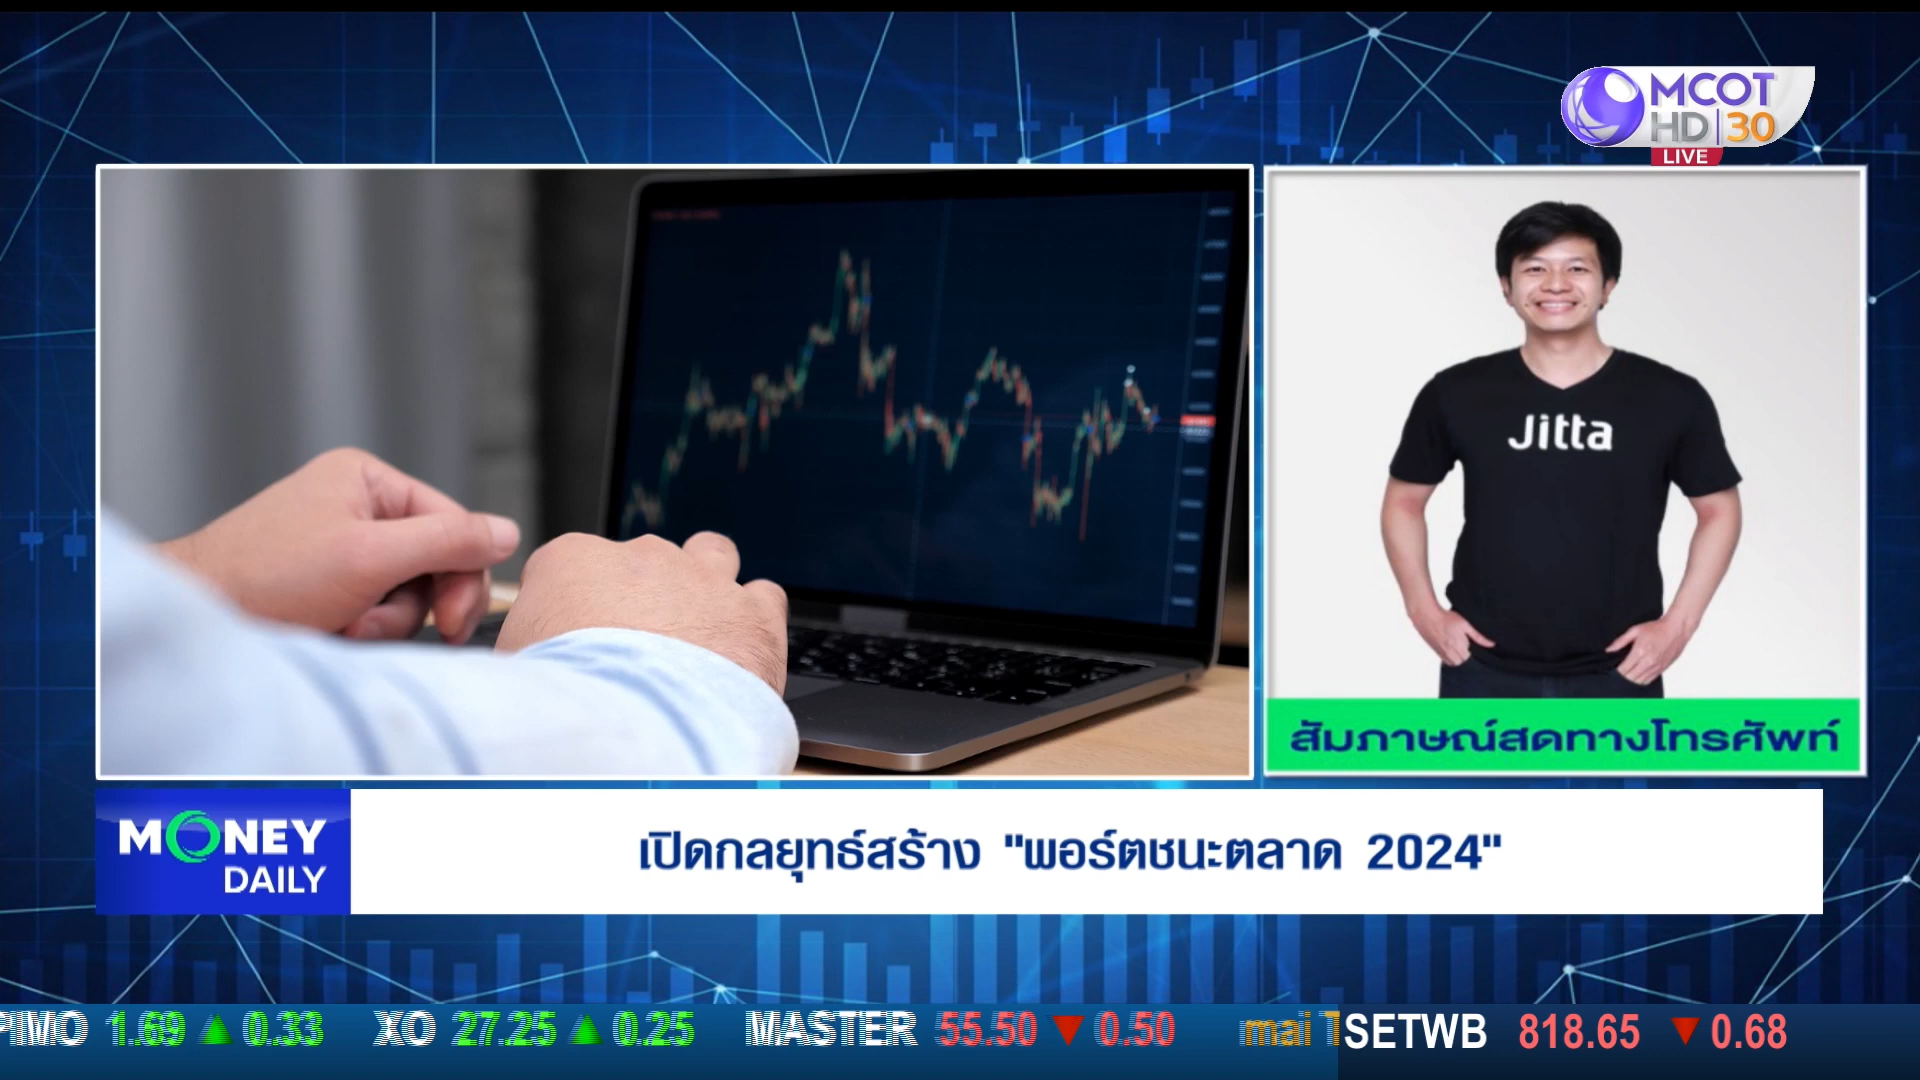 MCOT
HD 30
LIVE
Jitta
สัมภาษณ์สดทางโทรศัพท์
MONEY
DAILY
เปิดกลยุทธ์สร้าง "พอร์ตชนะตลาด 2024"
PIMO 1.69 ▲ 0.33 XO 27.25 ▲ 0.25 MASTER 55.50 ▼ 0.50 mai SETWB 818.65 ▼ 0.68